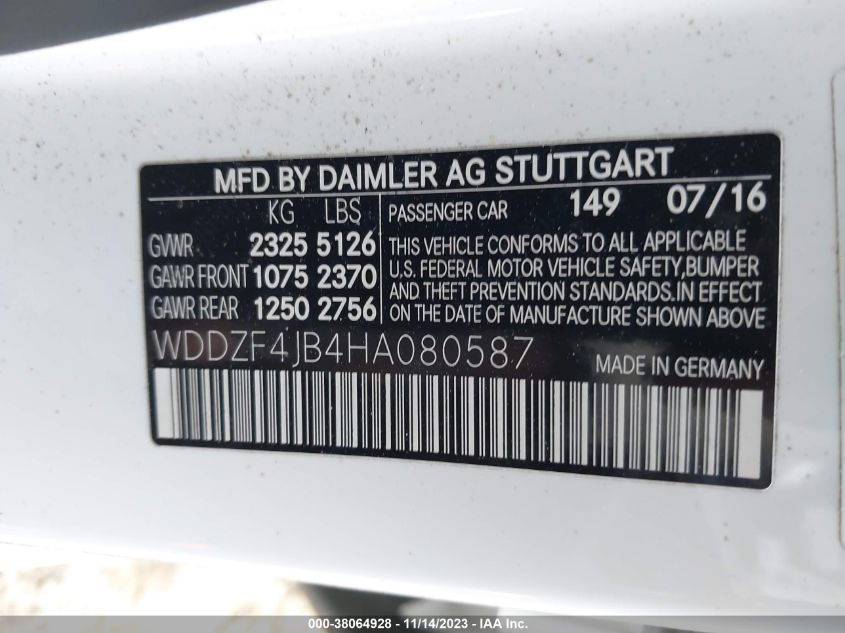 MFD BY DAIMLER AG STUTTGART
KG LBS
GVWR 2325 5126
GAWR FRONT 1075 2370
GAWR REAR 1250 2756
PASSENGER CAR 149 07/16
THIS VEHICLE CONFORMS TO ALL APPLICABLE
U.S. FEDERAL MOTOR VEHICLE SAFETY,BUMPER
AND THEFT PREVENTION STANDARDS.IN EFFECT
ON THE DATE OF MANUFACTURE SHOWN ABOVE
WDDZF4JB4HA080587
MADE IN GERMANY
000-38064928 - 11/14/2023 - IAA Inc.